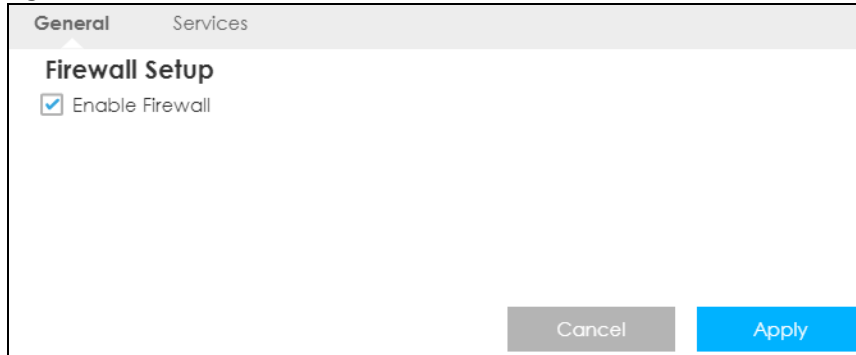 General Services
Firewall Setup
Enable Firewall
Cancel Apply